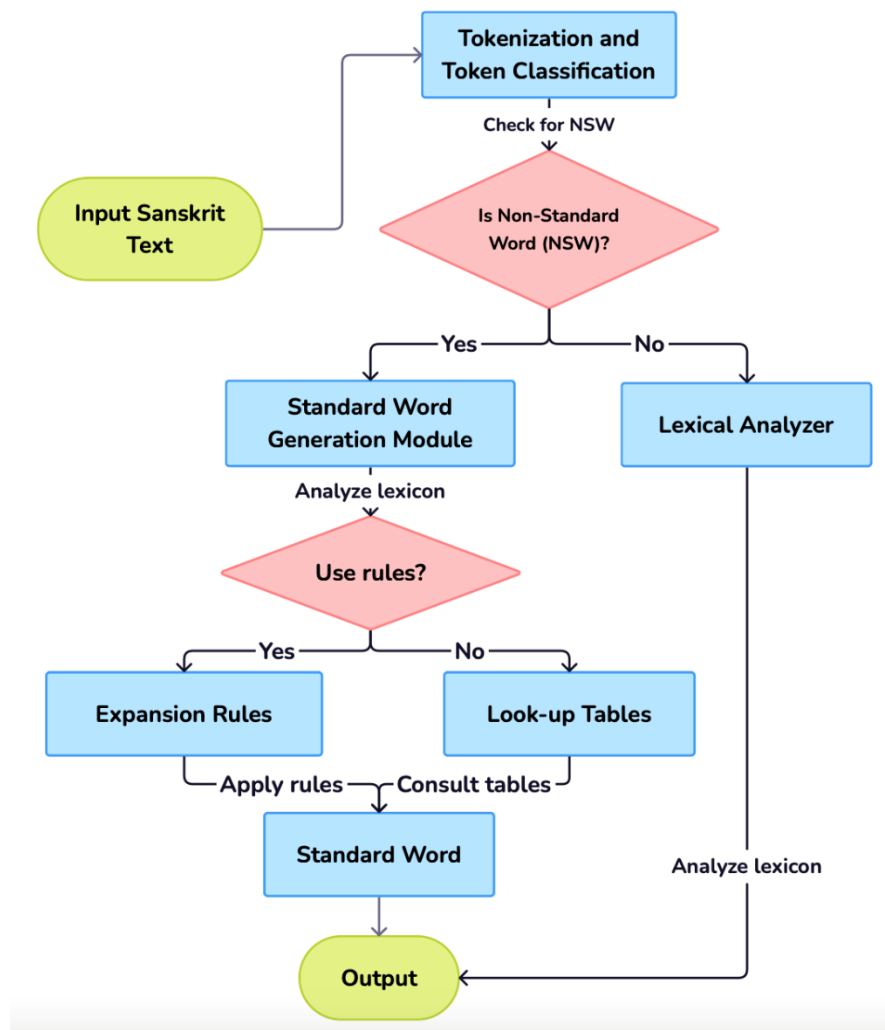 Tokenization and
Token Classification
Check for NSW
Input Sanskrit
Text
Is Non-Standard
Word (NSW)?
Yes
No
Standard Word
Generation Module
Lexical Analyzer
Analyze lexicon
Use rules?
Yes
No
Expansion Rules
Look-up Tables
Apply rules
Consult tables
Standard Word
Analyze lexicon
Output